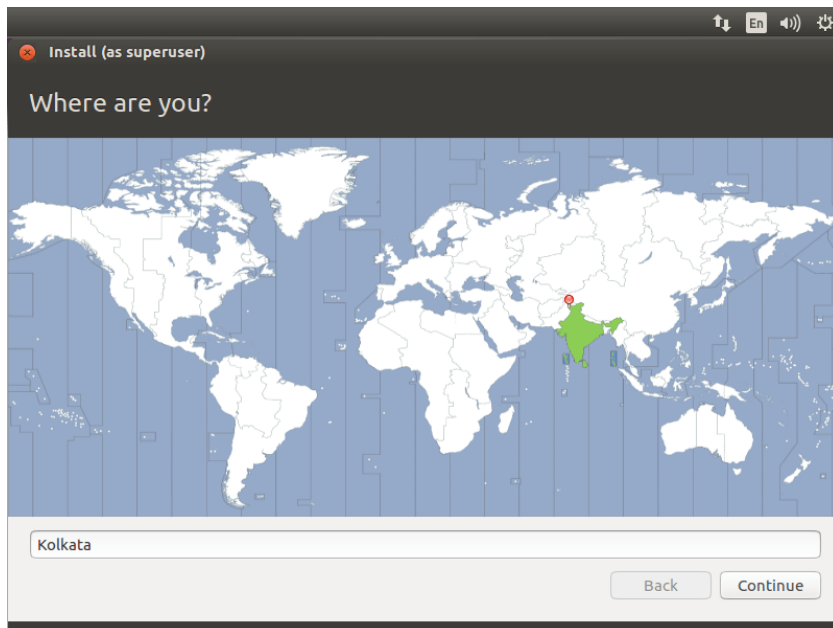 En
Install (as superuser)
Where are you?
Kolkata
Back
Continue